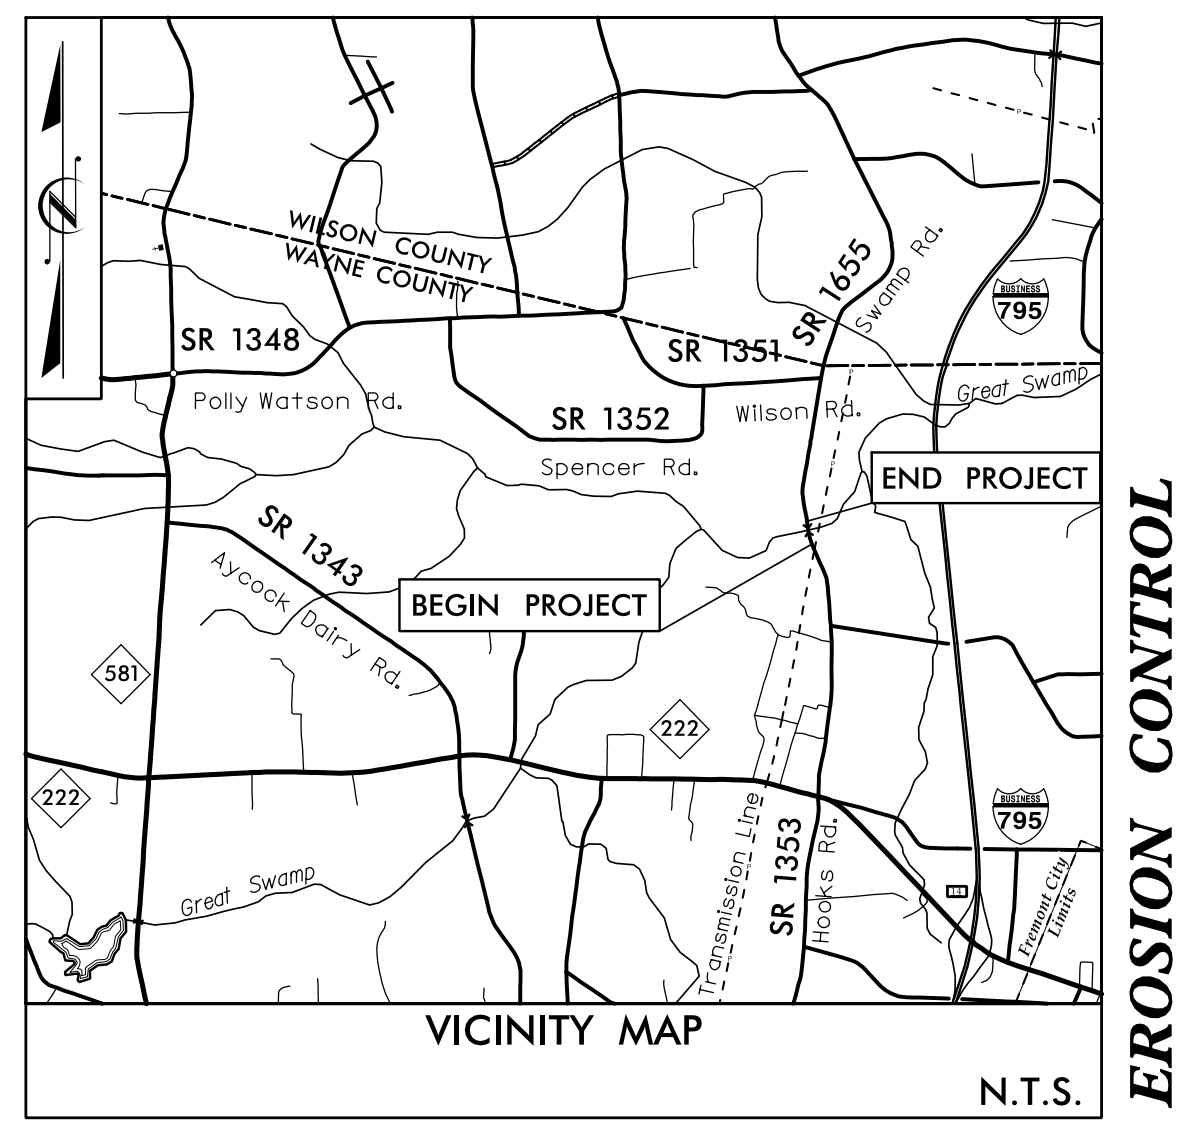 N
WILSON COUNTY
WAYNE COUNTY
SR 1655
Swamp Rd.
BUSINESS
795
SR 1348
SR 1351
Polly Watson Rd.
SR 1352
Wilson Rd.
Great Swamp
Spencer Rd.
END PROJECT
SR 1343
Aycock Dairy Rd.
BEGIN PROJECT
581
222
222
BUSINESS
795
Transmission Line
SR 1353
Hooks Rd.
Great Swamp
14
Fremont City
Limits
P
P
P
P
P
VICINITY MAP
N.T.S.
EROSION CONTROL